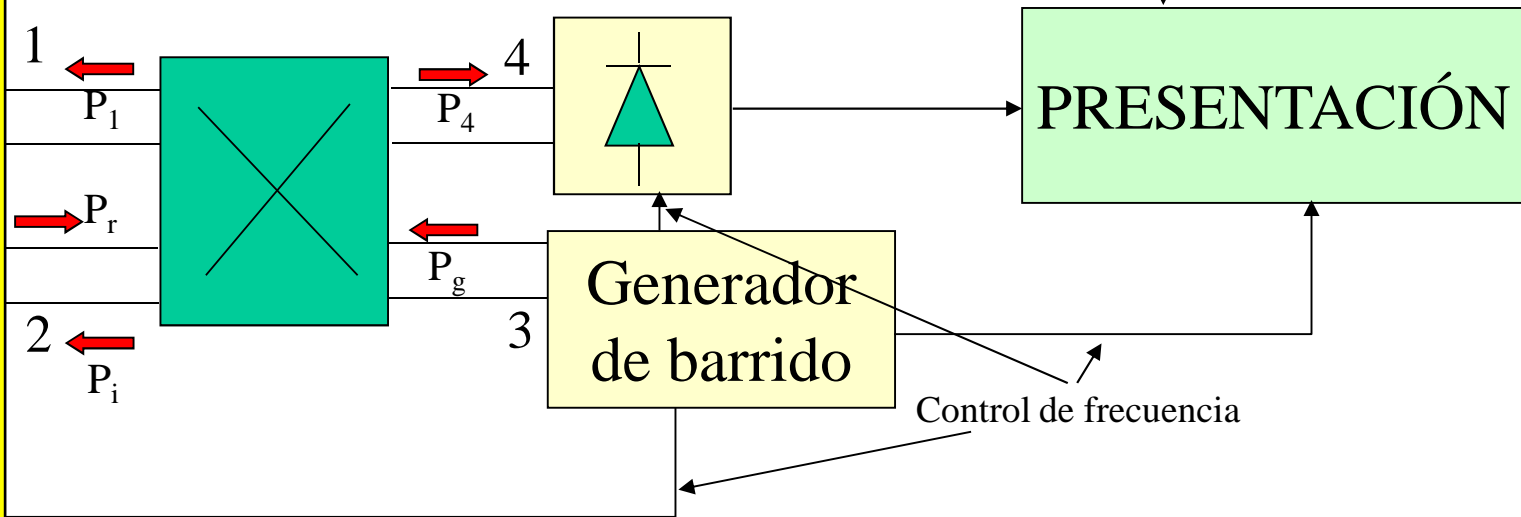 1
P1
4
P4
PRESENTACIÓN
Pr
Pg
Generador
de barrido
2
3
Pi
Control de frecuencia